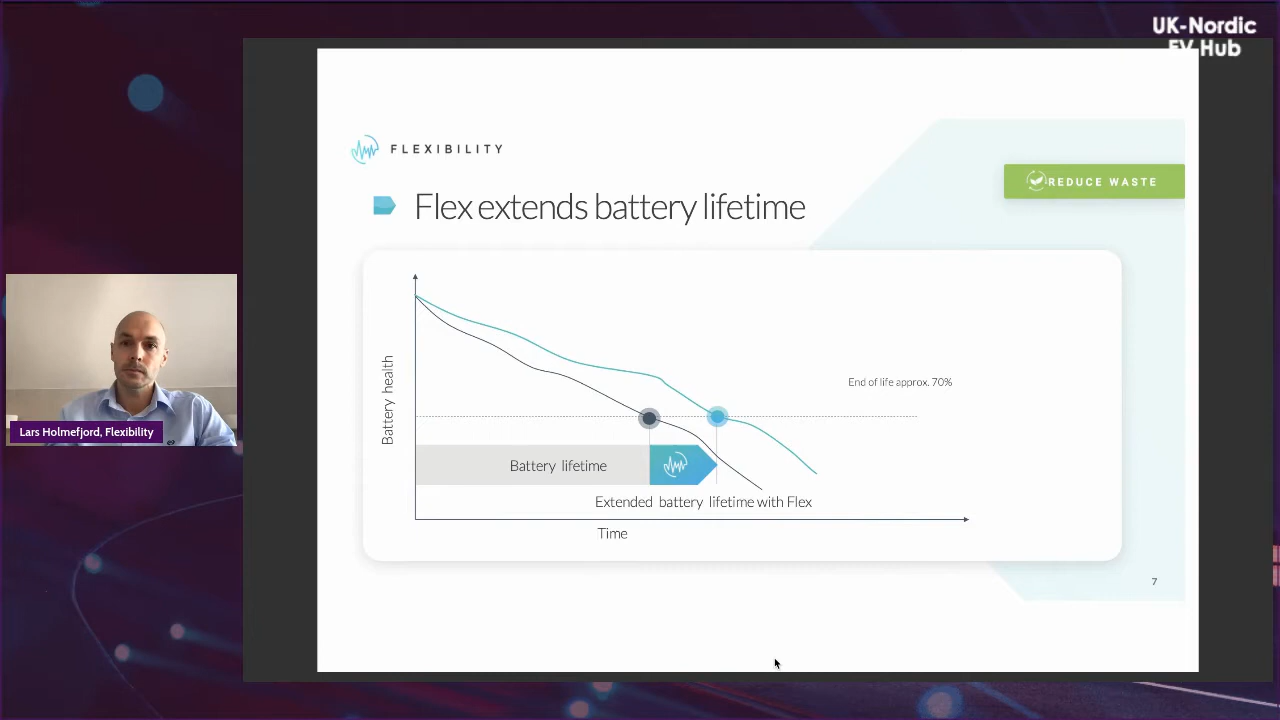 UK-Nordic
EV Hub
FLEXIBILITY
REDUCE WASTE
Flex extends battery lifetime
Battery health
End of life approx. 70%
Battery lifetime
Extended battery lifetime with Flex
Time
7
Lars Holmefjord, Flexibility